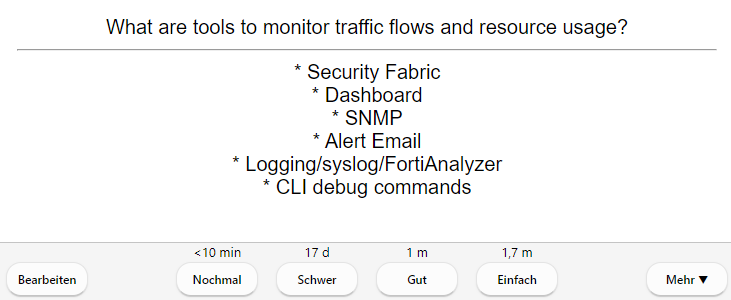 What are tools to monitor traffic flows and resource usage?
* Security Fabric
* Dashboard
* SNMP
* Alert Email
* Logging/syslog/FortiAnalyzer
* CLI debug commands
<10 min 17 d 1 m 1,7 m
Bearbeiten Nochmal Schwer Gut Einfach Mehr ▼